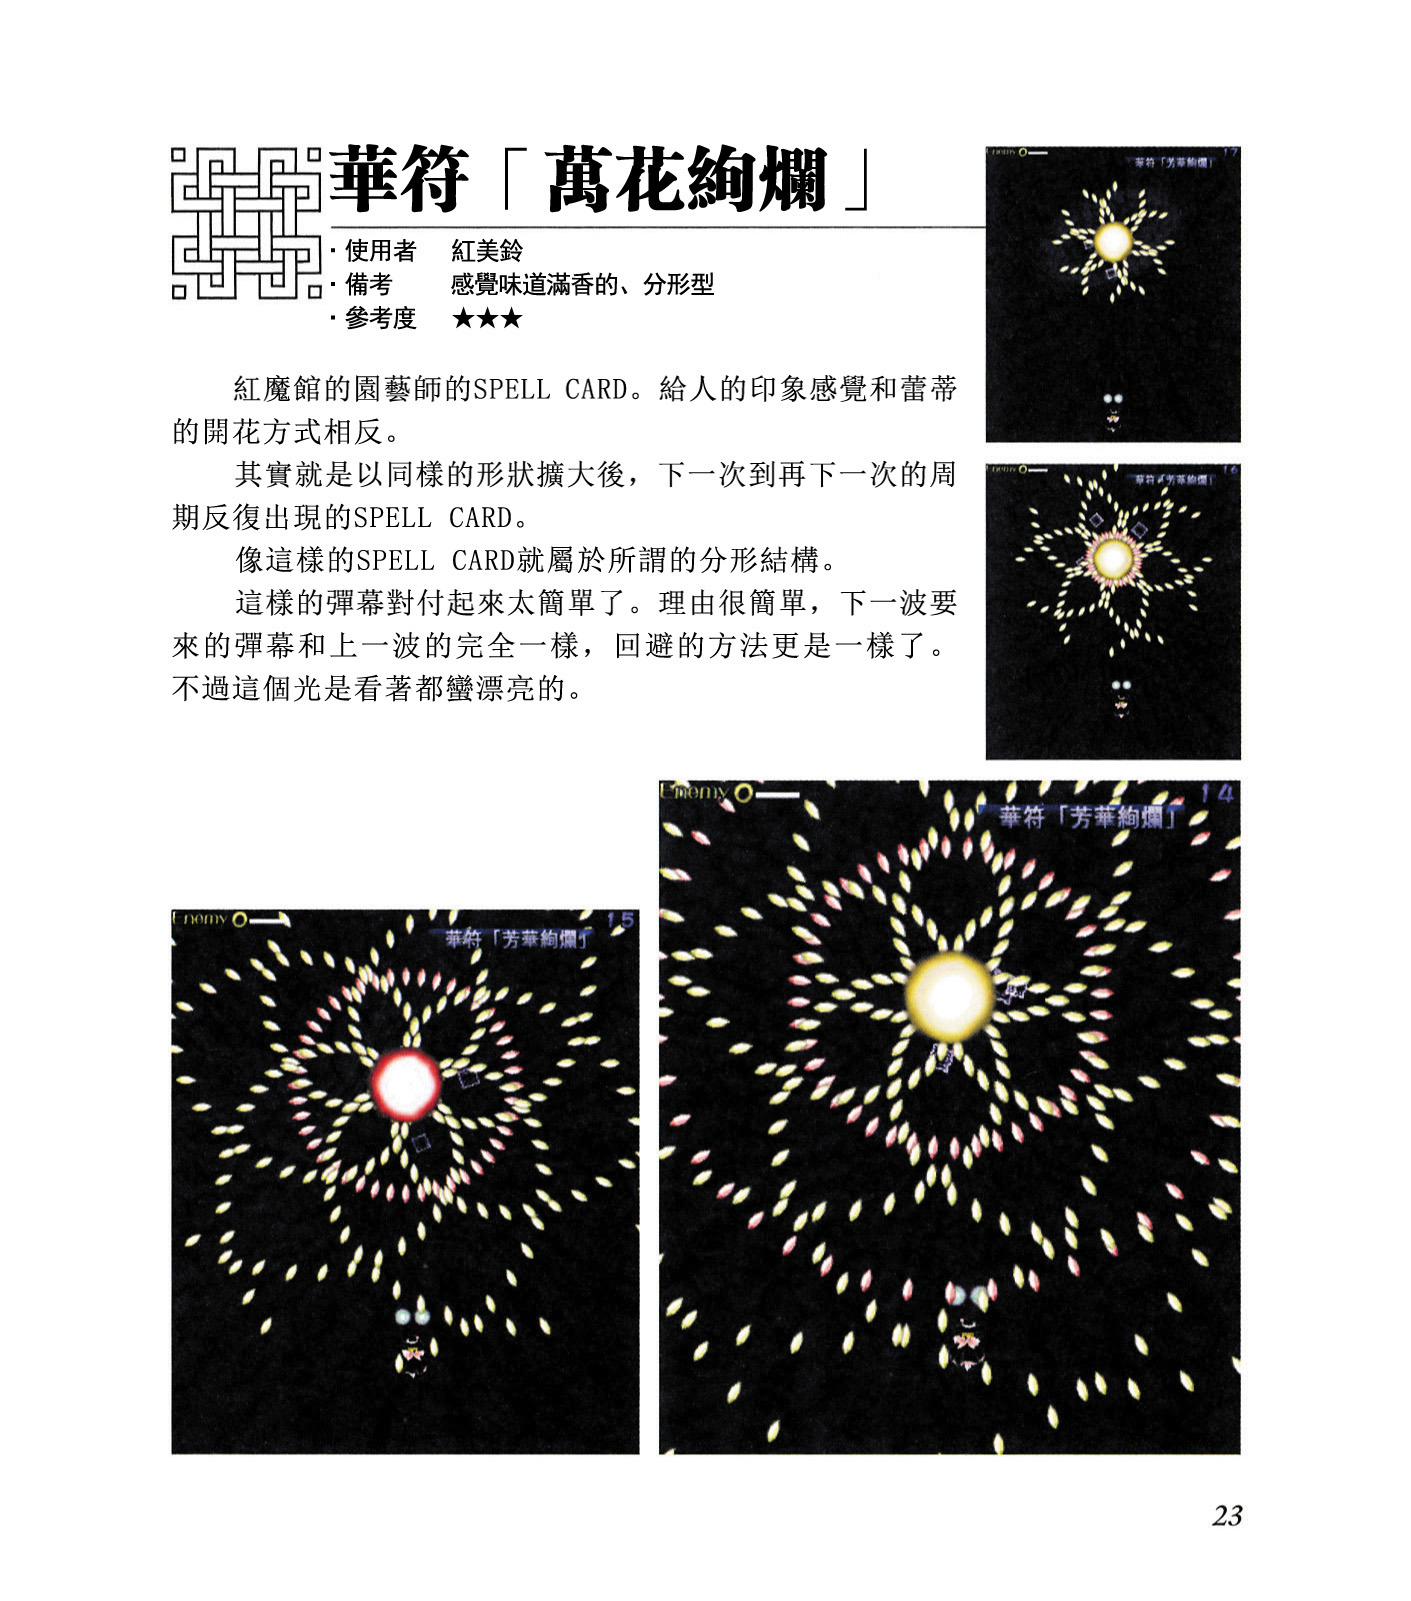 華符「萬花絢爛」
・使用者 紅美鈴
・備考 感覺味道滿香的、分形型
・參考度 ★★★
紅魔館的園藝師的SPELL CARD。給人的印象感覺和蕾蒂
的開花方式相反。
其實就是以同樣的形狀擴大後，下一次到再下一次的周
期反復出現的SPELL CARD。
像這樣的SPELL CARD就屬於所謂的分形結構。
這樣的彈幕對付起來太簡單了。理由很簡單，下一波要
來的彈幕和上一波的完全一樣，回避的方法更是一樣了。
不過這個光是看著都蠻漂亮的。
Enemy 17
華符「芳華絢爛」
Enemy 16
華符「芳華絢爛」
Enemy 15
華符「芳華絢爛」
Enemy 14
華符「芳華絢爛」
23